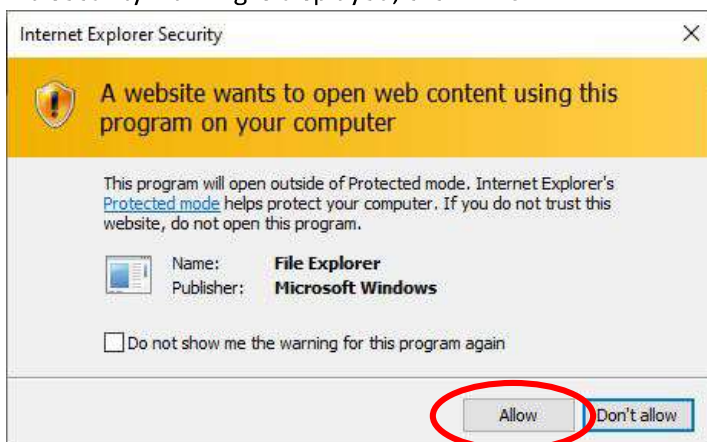 Internet Explorer Security
A website wants to open web content using this
program on your computer
This program will open outside of Protected mode. Internet Explorer's
Protected mode helps protect your computer. If you do not trust this
website, do not open this program.
Name: File Explorer
Publisher: Microsoft Windows
Do not show me the warning for this program again
Allow Don't allow